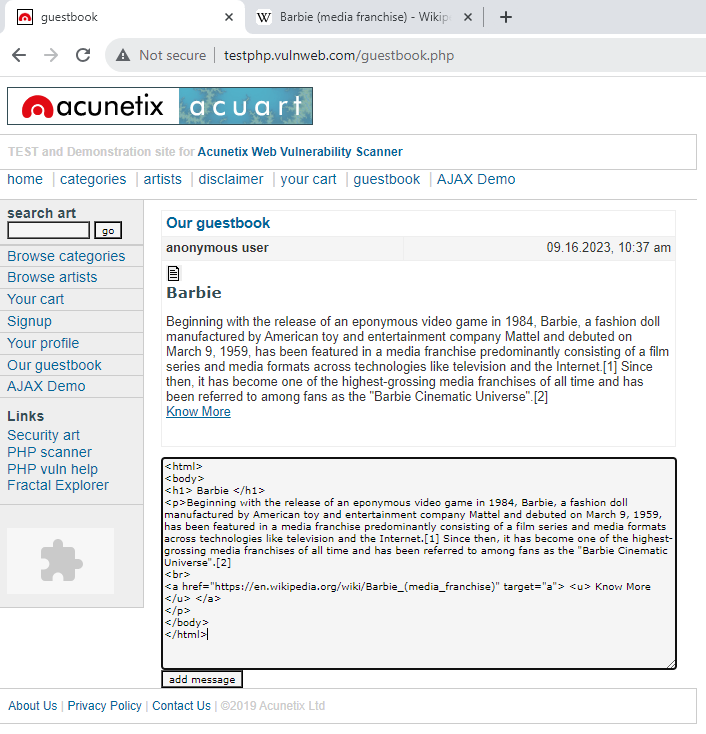 guestbook
Barbie (media franchise) - Wikip
Not secure | testphp.vulnweb.com/guestbook.php
acunetix acuart
TEST and Demonstration site for Acunetix Web Vulnerability Scanner
home | categories | artists | disclaimer | your cart | guestbook | AJAX Demo
search art
go
Browse categories
Browse artists
Your cart
Signup
Your profile
Our guestbook
AJAX Demo
Links
Security art
PHP scanner
PHP vuln help
Fractal Explorer
Our guestbook
anonymous user 09.16.2023, 10:37 am
Barbie
Beginning with the release of an eponymous video game in 1984, Barbie, a fashion doll
manufactured by American toy and entertainment company Mattel and debuted on
March 9, 1959, has been featured in a media franchise predominantly consisting of a film
series and media formats across technologies like television and the Internet.[1] Since
then, it has become one of the highest-grossing media franchises of all time and has
been referred to among fans as the "Barbie Cinematic Universe".[2]
Know More
<html>
<body>
<h1> Barbie </h1>
<p>Beginning with the release of an eponymous video game in 1984, Barbie, a fashion doll
manufactured by American toy and entertainment company Mattel and debuted on March 9, 1959,
has been featured in a media franchise predominantly consisting of a film series and media formats
across technologies like television and the Internet.[1] Since then, it has become one of the highest-
grossing media franchises of all time and has been referred to among fans as the "Barbie Cinematic
Universe".[2]
<br>
<a href="https://en.wikipedia.org/wiki/Barbie_(media_franchise)" target="a"> <u> Know More
</u> </a>
</p>
</body>
</html>
add message
About Us | Privacy Policy | Contact Us | ©2019 Acunetix Ltd